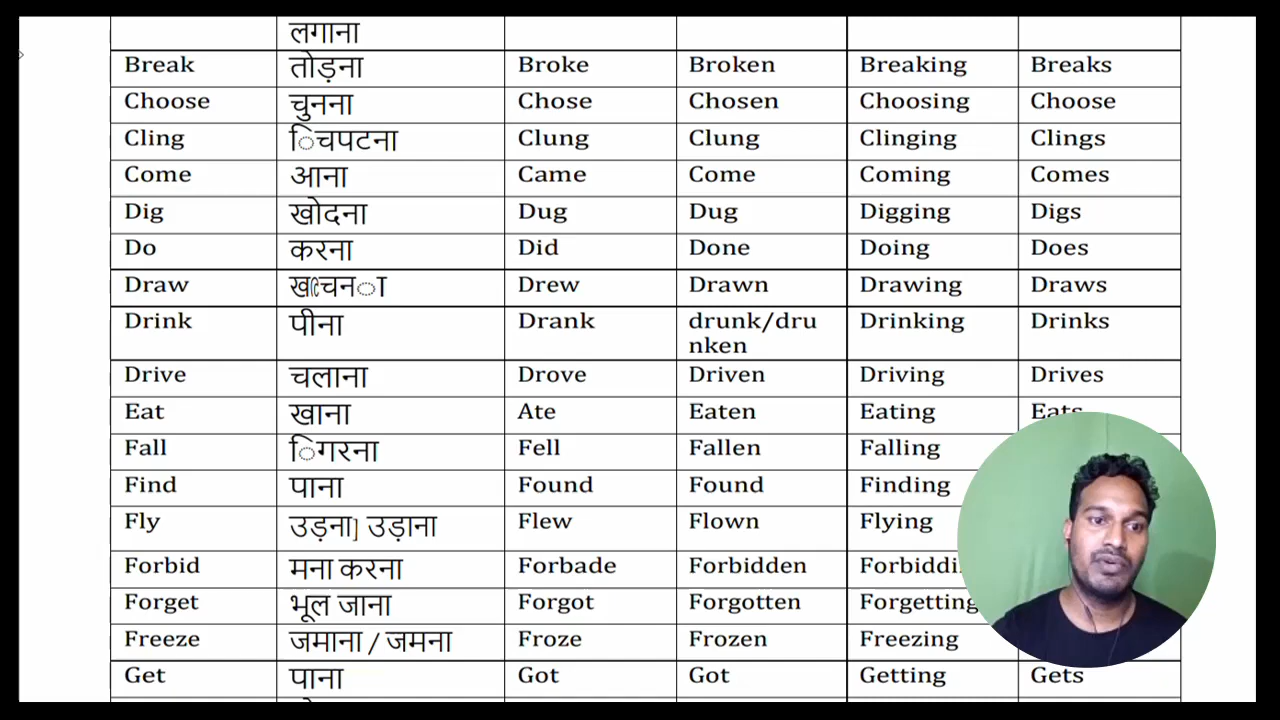 लगाना
Break तोड़ना Broke Broken Breaking Breaks
Choose चुनना Chose Chosen Choosing Choose
Cling िचपटना Clung Clung Clinging Clings
Come आना Came Come Coming Comes
Dig खोदना Dug Dug Digging Digs
Do करना Did Done Doing Does
Draw Drew Drawn Drawing Draws
Drink पीना Drank drunk/dru Drinking Drinks
nken
Drive चलाना Drove Driven Driving Drives
Eat खाना Ate Eaten Eating Eats
Fall िगरना Fell Fallen Falling
Find पाना Found Found Finding
Fly उड़ना] उड़ाना Flew Flown Flying
Forbid मना करना Forbade Forbidden Forbiddi
Forget भूल जाना Forgot Forgotten Forgetting
Freeze जमाना / जमना Froze Frozen Freezing
Get पाना Got Got Getting Gets